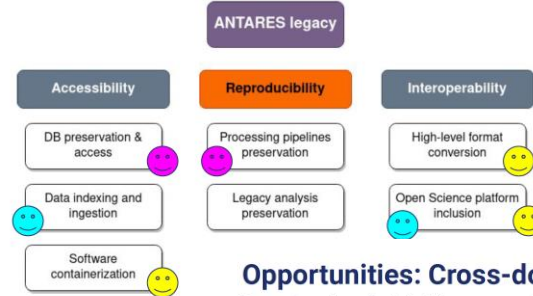 ANTARES legacy
Accessibility
Reproducibility
Interoperability
DB preservation &
access
Processing pipelines
preservation
High-level format
conversion
Data indexing and
ingestion
Legacy analysis
preservation
Open Science platform
inclusion
Software
containerization
Opportunities: Cross-do